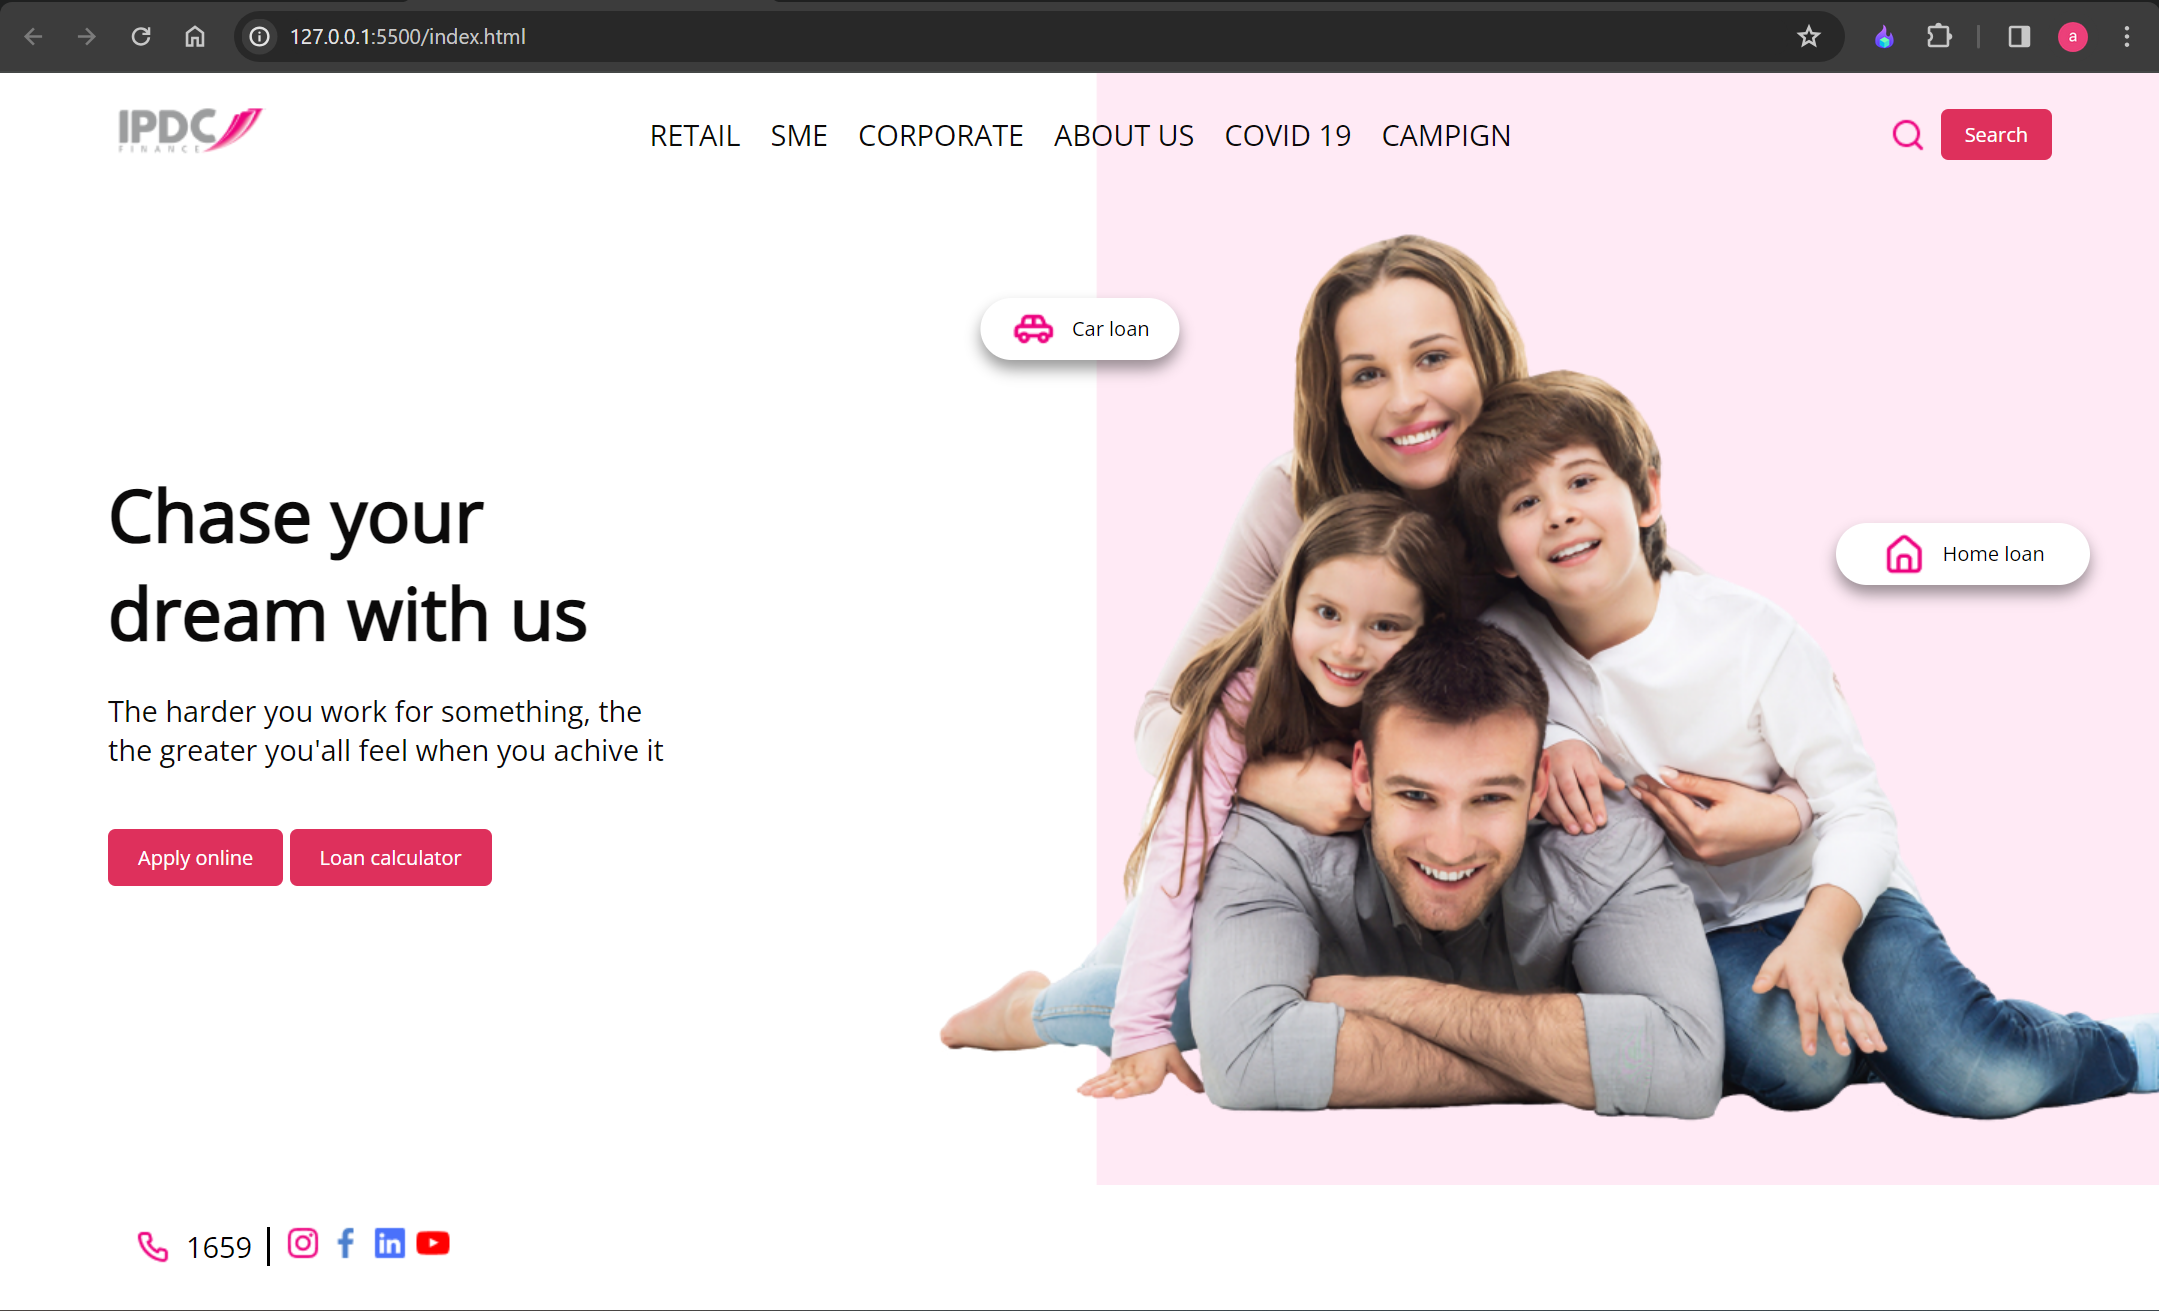 127.0.0.1:5500/index.html
a
IPDC
FINANCE
RETAIL SME CORPORATE ABOUT US COVID 19 CAMPIGN
Search
Car loan
Home loan
Chase your
dream with us
The harder you work for something, the
the greater you'all feel when you achive it
Apply online
Loan calculator
1659